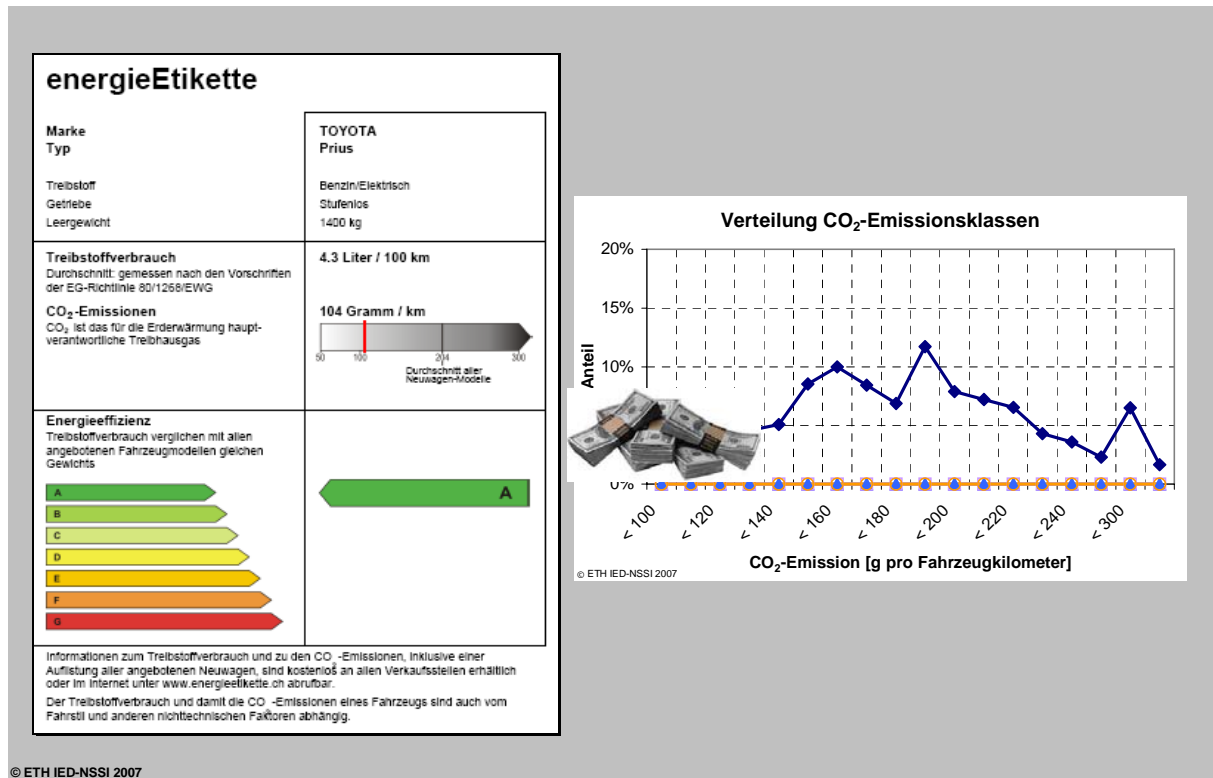 energieEtikette
Marke
Typ
TOYOTA
Prius
Treibstoff
Getriebe
Leergewicht
Benzin/Elektrisch
Stufenlos
1400 kg
Treibstoffverbrauch
Durchschnitt: gemessen nach den Vorschriften
der EG-Richtlinie 80/1268/EWG
4.3 Liter / 100 km
CO2-Emissionen
CO2 ist das für die Erderwärmung haupt-
verantwortliche Treibhausgas
104 Gramm / km
50 100 204 300
Durchschnitt aller
Neuwagen-Modelle
Energieeffizienz
Treibstoffverbrauch verglichen mit allen
angebotenen Fahrzeugmodellen gleichen
Gewichts
A
B
C
D
E
F
G
A
Informationen zum Treibstoffverbrauch und zu den CO2-Emissionen, inklusive einer
Auflistung aller angebotenen Neuwagen, sind kostenlos an allen Verkaufsstellen erhältlich
oder im Internet unter www.energieetikette.ch abrufbar.
Der Treibstoffverbrauch und damit die CO2-Emissionen eines Fahrzeugs sind auch vom
Fahrstil und anderen nichttechnischen Faktoren abhängig.
Verteilung CO2-Emissionsklassen
20%
15%
10%
0%
Anteil
< 100 < 120 < 140 < 160 < 180 < 200 < 220 < 240 < 300
CO2-Emission [g pro Fahrzeugkilometer]
© ETH IED-NSSI 2007
© ETH IED-NSSI 2007